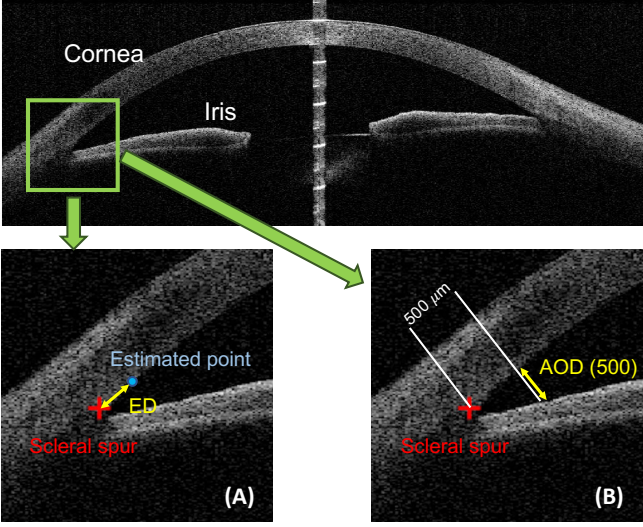 Cornea
Iris
Estimated point
ED
Scleral spur
(A)
500 μm
AOD (500)
Scleral spur
(B)